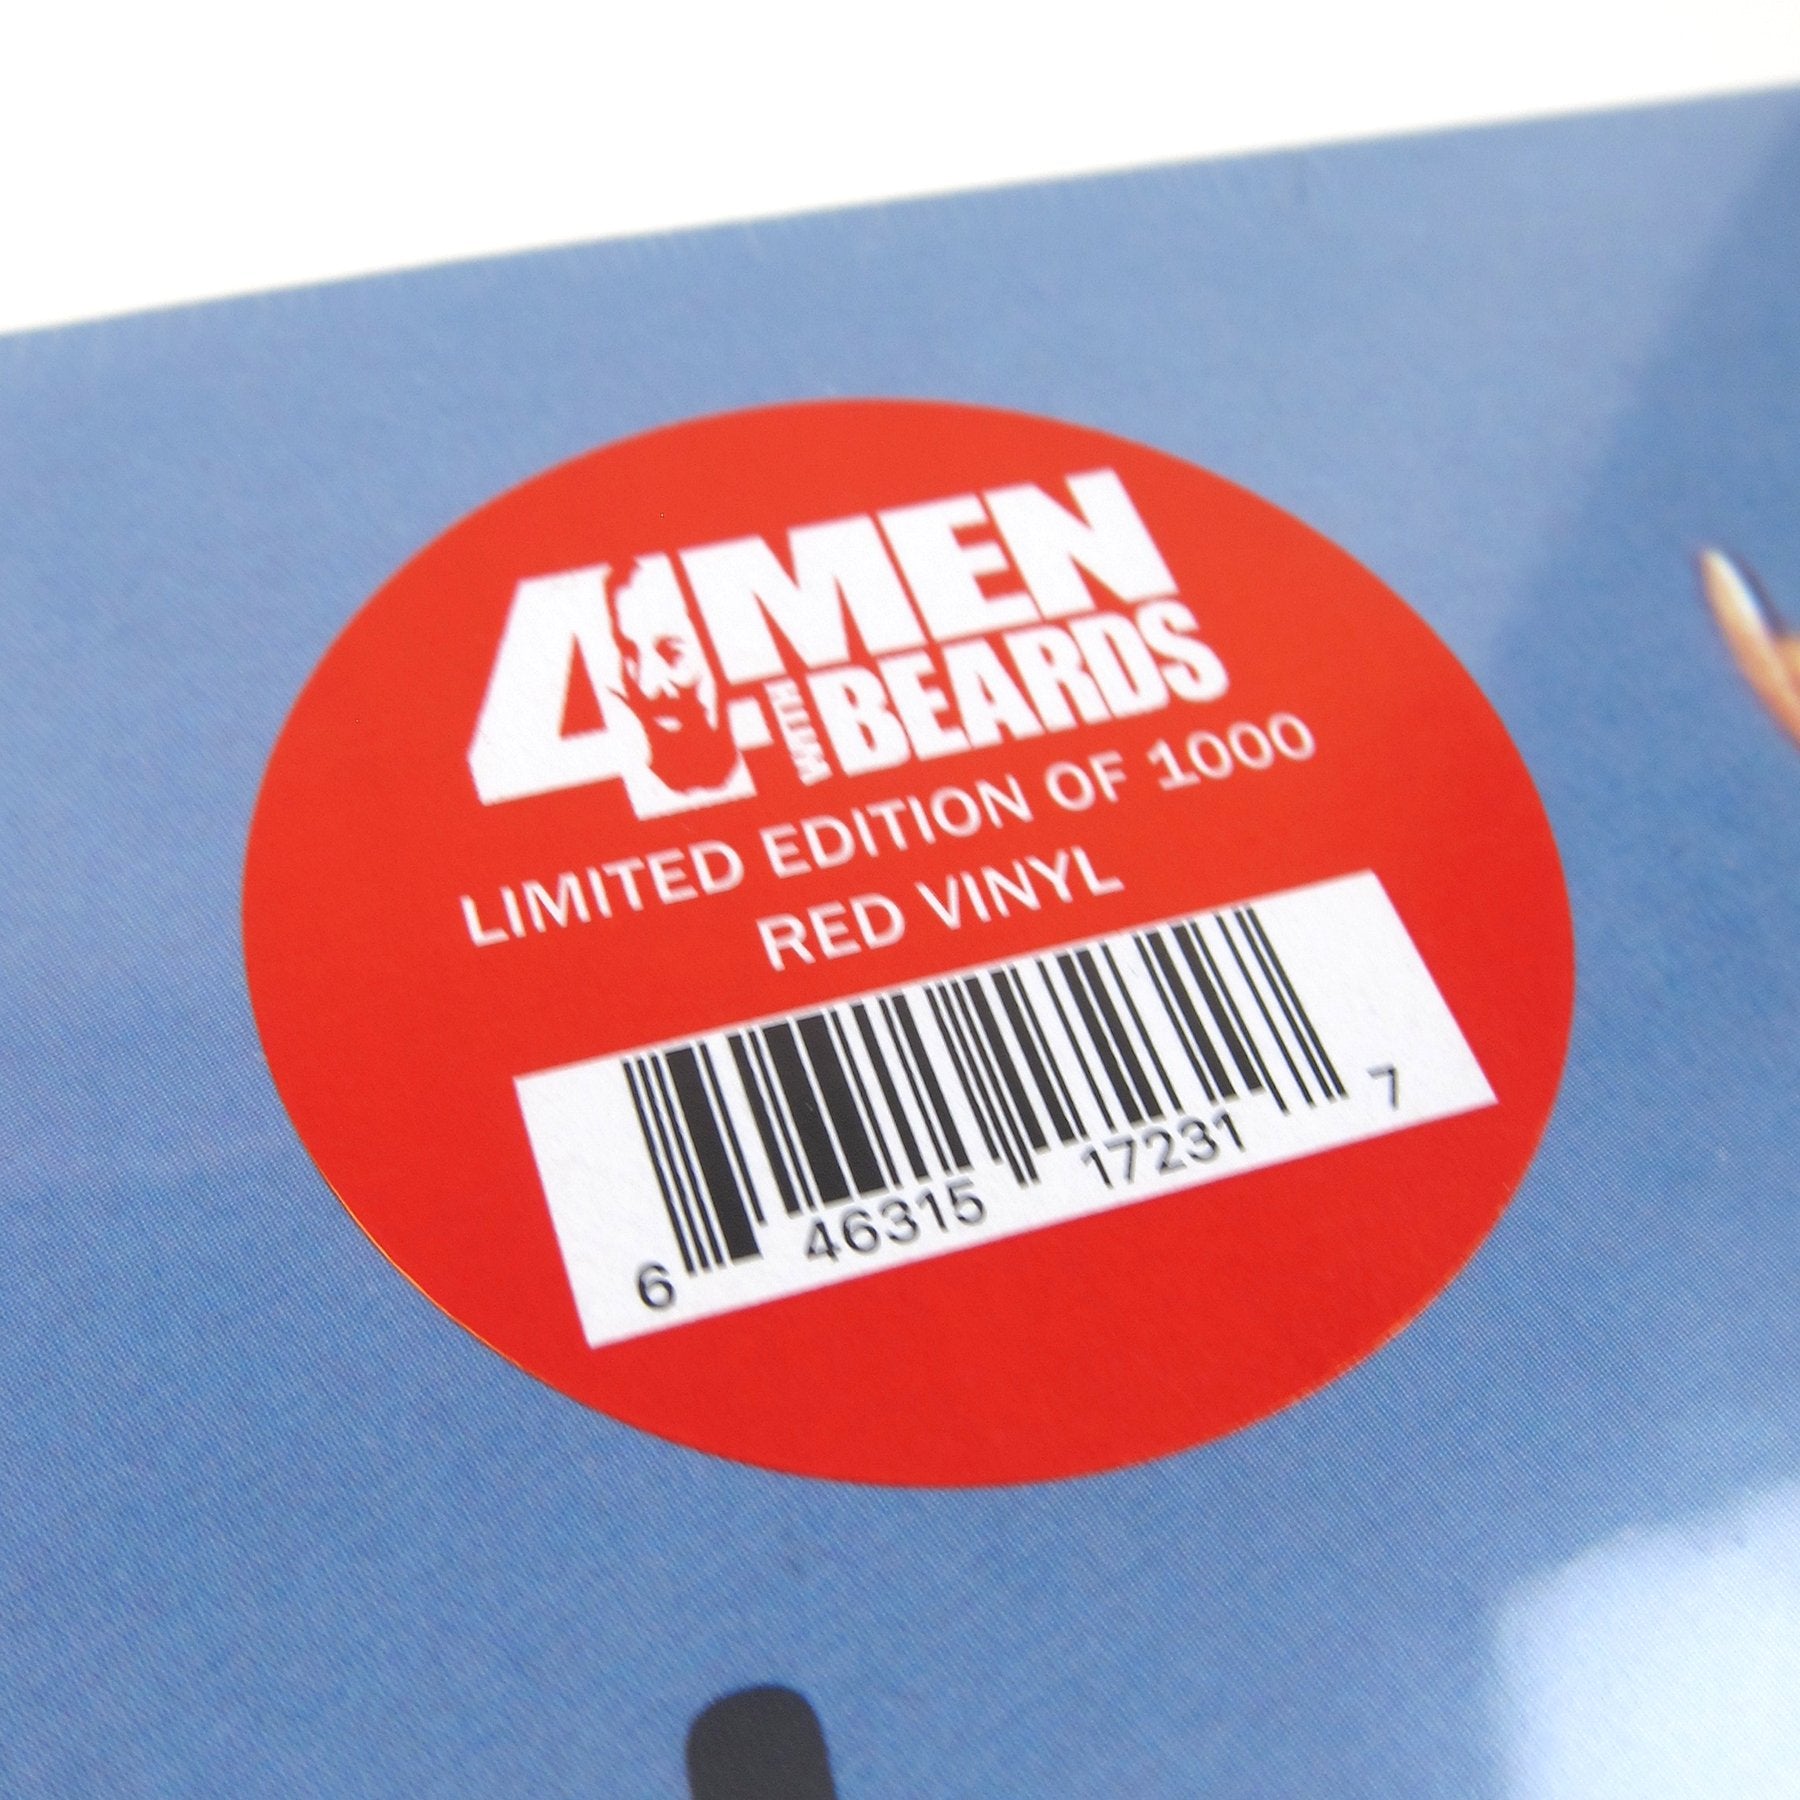 4 MEN
WITH BEARDS
LIMITED EDITION OF 1000
RED VINYL
6 46315 17231 7